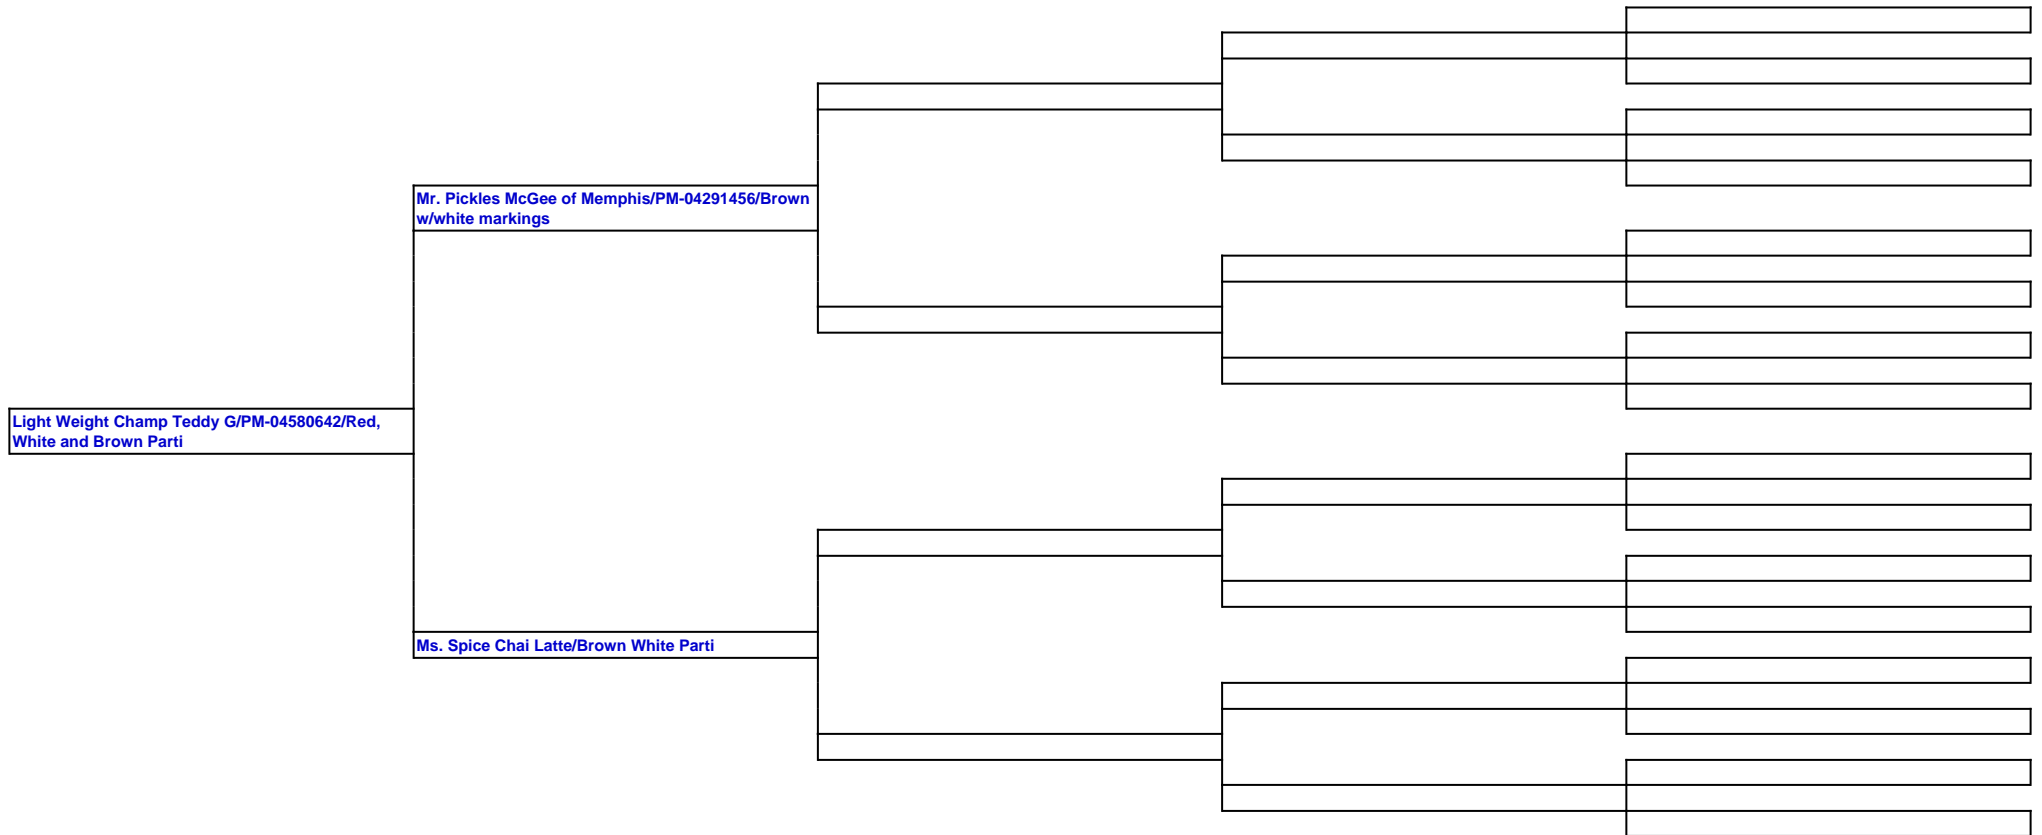 Mr. Pickles McGee of Memphis/PM-04291456/Brown
w/white markings
Light Weight Champ Teddy G/PM-04580642/Red,
White and Brown Parti
Ms. Spice Chai Latte/Brown White Parti